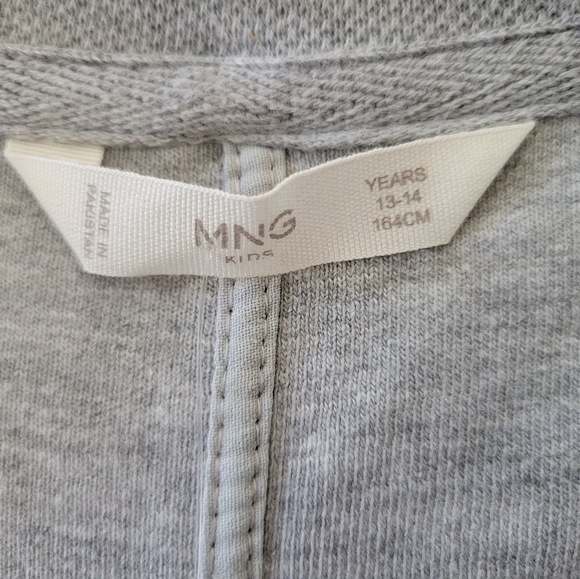 MADE IN
PAKISTAN
MNG
KIDS
YEARS
13-14
164CM